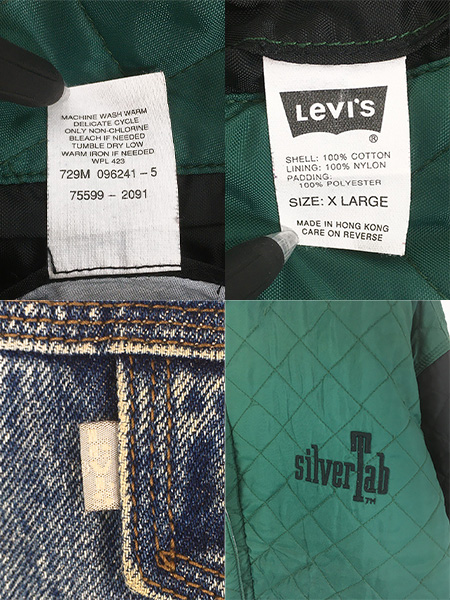 MACHINE WASH WARM
DELICATE CYCLE
ONLY NON-CHLORINE
BLEACH IF NEEDED
TUMBLE DRY LOW
WARM IRON IF NEEDED
WPL 423
729M 096241-5
75599-2091
LEVI'S
®
SHELL: 100% COTTON
LINING: 100% NYLON
PADDING:
100% POLYESTER
SIZE: X LARGE
MADE IN HONG KONG
CARE ON REVERSE
silverTab
TM